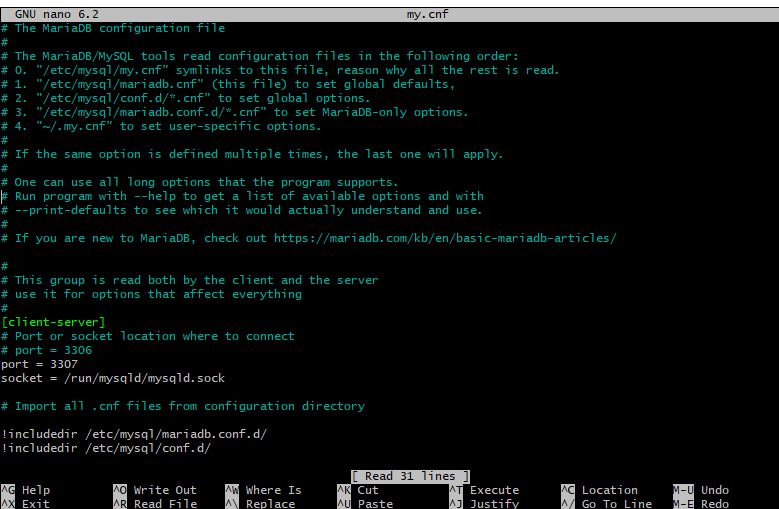 GNU nano 6.2 my.cnf
# The MariaDB configuration file
#
# The MariaDB/MySQL tools read configuration files in the following order:
# 0. "/etc/mysql/my.cnf" symlinks to this file, reason why all the rest is read.
# 1. "/etc/mysql/mariadb.cnf" (this file) to set global defaults,
# 2. "/etc/mysql/conf.d/*.cnf" to set global options.
# 3. "/etc/mysql/mariadb.conf.d/*.cnf" to set MariaDB-only options.
# 4. "~/.my.cnf" to set user-specific options.
#
# If the same option is defined multiple times, the last one will apply.
#
# One can use all long options that the program supports.
# Run program with --help to get a list of available options and with
# --print-defaults to see which it would actually understand and use.
#
# If you are new to MariaDB, check out https://mariadb.com/kb/en/basic-mariadb-articles/
#
# This group is read both by the client and the server
# use it for options that affect everything
#
[client-server]
# Port or socket location where to connect
# port = 3306
port = 3307
socket = /run/mysqld/mysqld.sock
# Import all .cnf files from configuration directory
!includedir /etc/mysql/mariadb.conf.d/
!includedir /etc/mysql/conf.d/
[ Read 31 lines ]
^G Help ^O Write Out ^W Where Is ^K Cut ^T Execute ^C Location M-U Undo
^X Exit ^R Read File ^\ Replace ^U Paste ^J Justify ^/ Go To Line M-E Redo